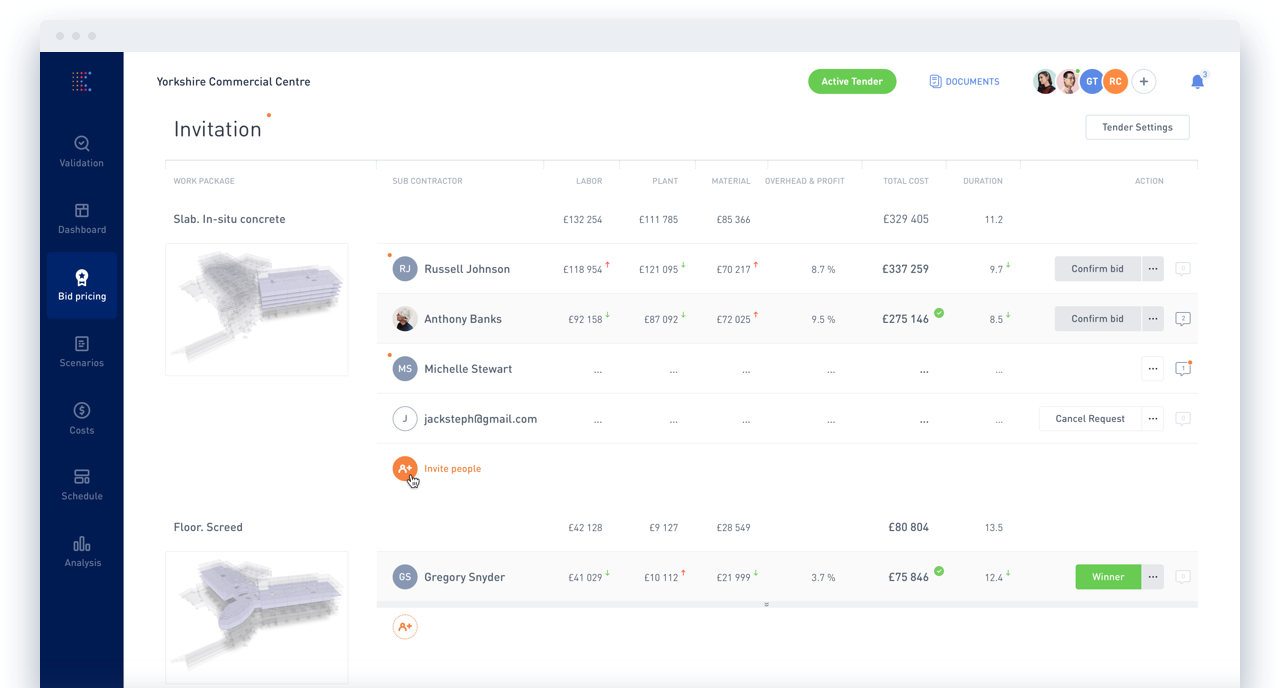 Yorkshire Commercial Centre
Active Tender
DOCUMENTS
GT
RC
+
3
Invitation
Tender Settings
Validation
Dashboard
Bid pricing
Scenarios
Costs
Schedule
Analysis
WORK PACKAGE SUB CONTRACTOR LABOR PLANT MATERIAL OVERHEAD & PROFIT TOTAL COST DURATION ACTION
Slab. In-situ concrete £132 254 £111 785 £85 366 £329 405 11.2
RJ Russell Johnson £118 954 £121 095 £70 217 8.7 % £337 259 9.7 Confirm bid ... 0
Anthony Banks £92 158 £87 092 £72 025 9.5 % £275 146 8.5 Confirm bid ... 2
MS Michelle Stewart ... ... ... ... ... ... ... 1
J jacksteph@gmail.com ... ... ... ... ... ... Cancel Request ... 0
Invite people
Floor. Screed £42 128 £9 127 £28 549 £80 804 13.5
GS Gregory Snyder £41 029 £10 112 £21 999 3.7 % £75 846 12.4 Winner ... 0